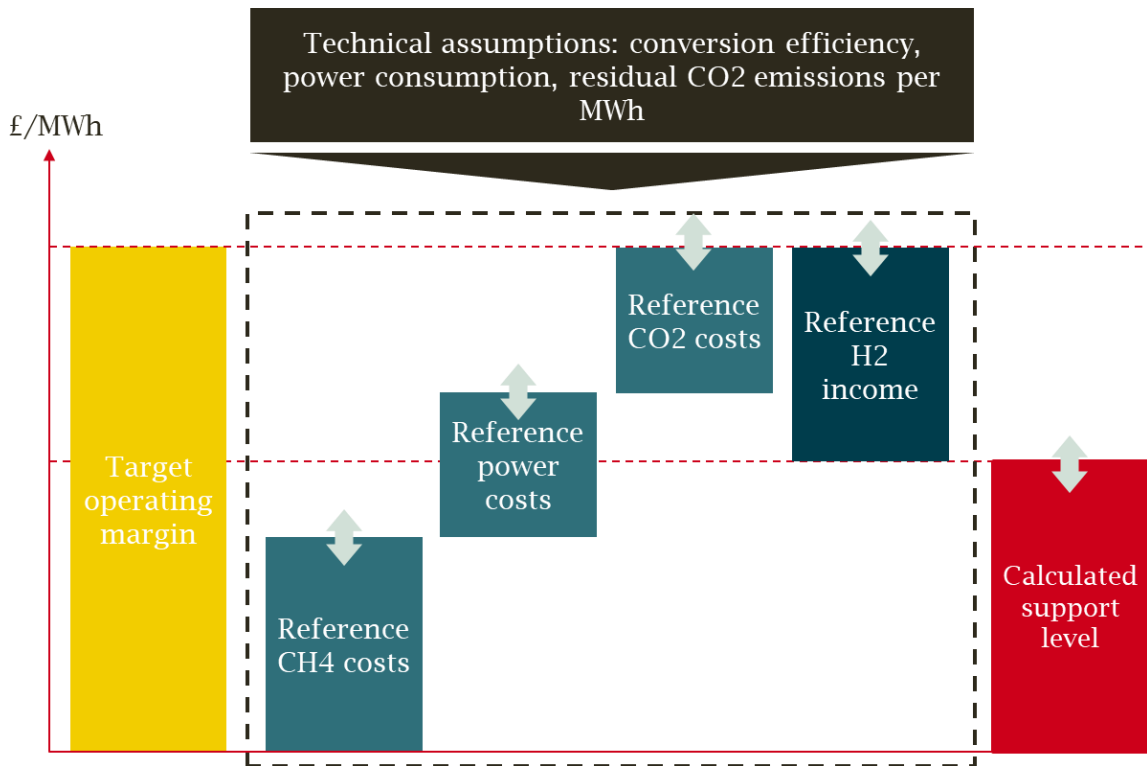 Technical assumptions: conversion efficiency,
power consumption, residual CO2 emissions per
MWh
£/MWh
Target
operating
margin
Reference
CH4 costs
Reference
power
costs
Reference
CO2 costs
Reference
H2
income
Calculated
support
level